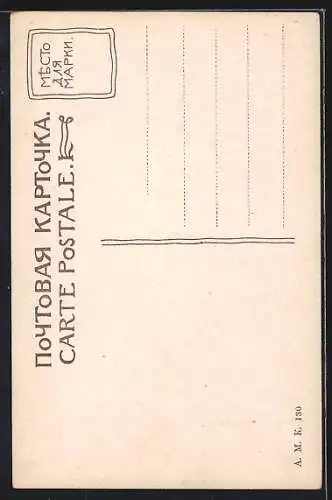 ПОЧТОВАЯ КАРТОЧКА.
CARTE POSTALE.
МѢСТО
ДЛЯ
МАРКИ.
А. М. К. 130